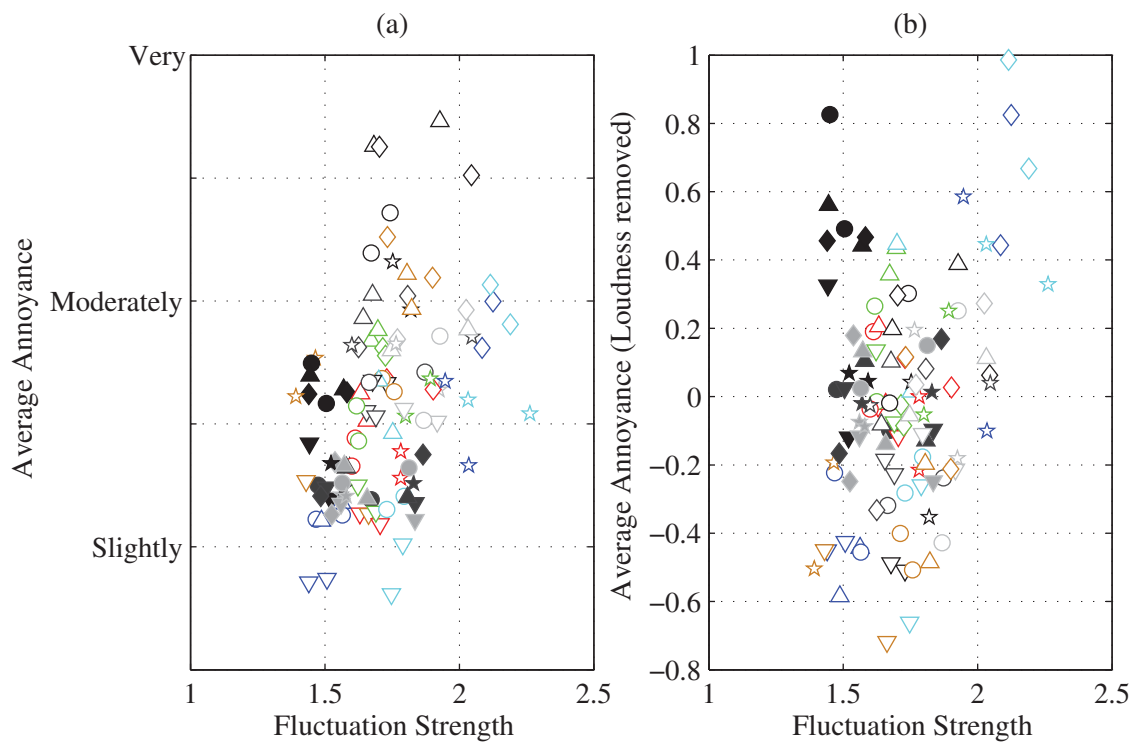 (a)
(b)
Very
Moderately
Slightly
Average Annoyance
1
1.5
2
2.5
Fluctuation Strength
1
0.8
0.6
0.4
0.2
0
−0.2
−0.4
−0.6
−0.8
Average Annoyance (Loudness removed)
1
1.5
2
2.5
Fluctuation Strength